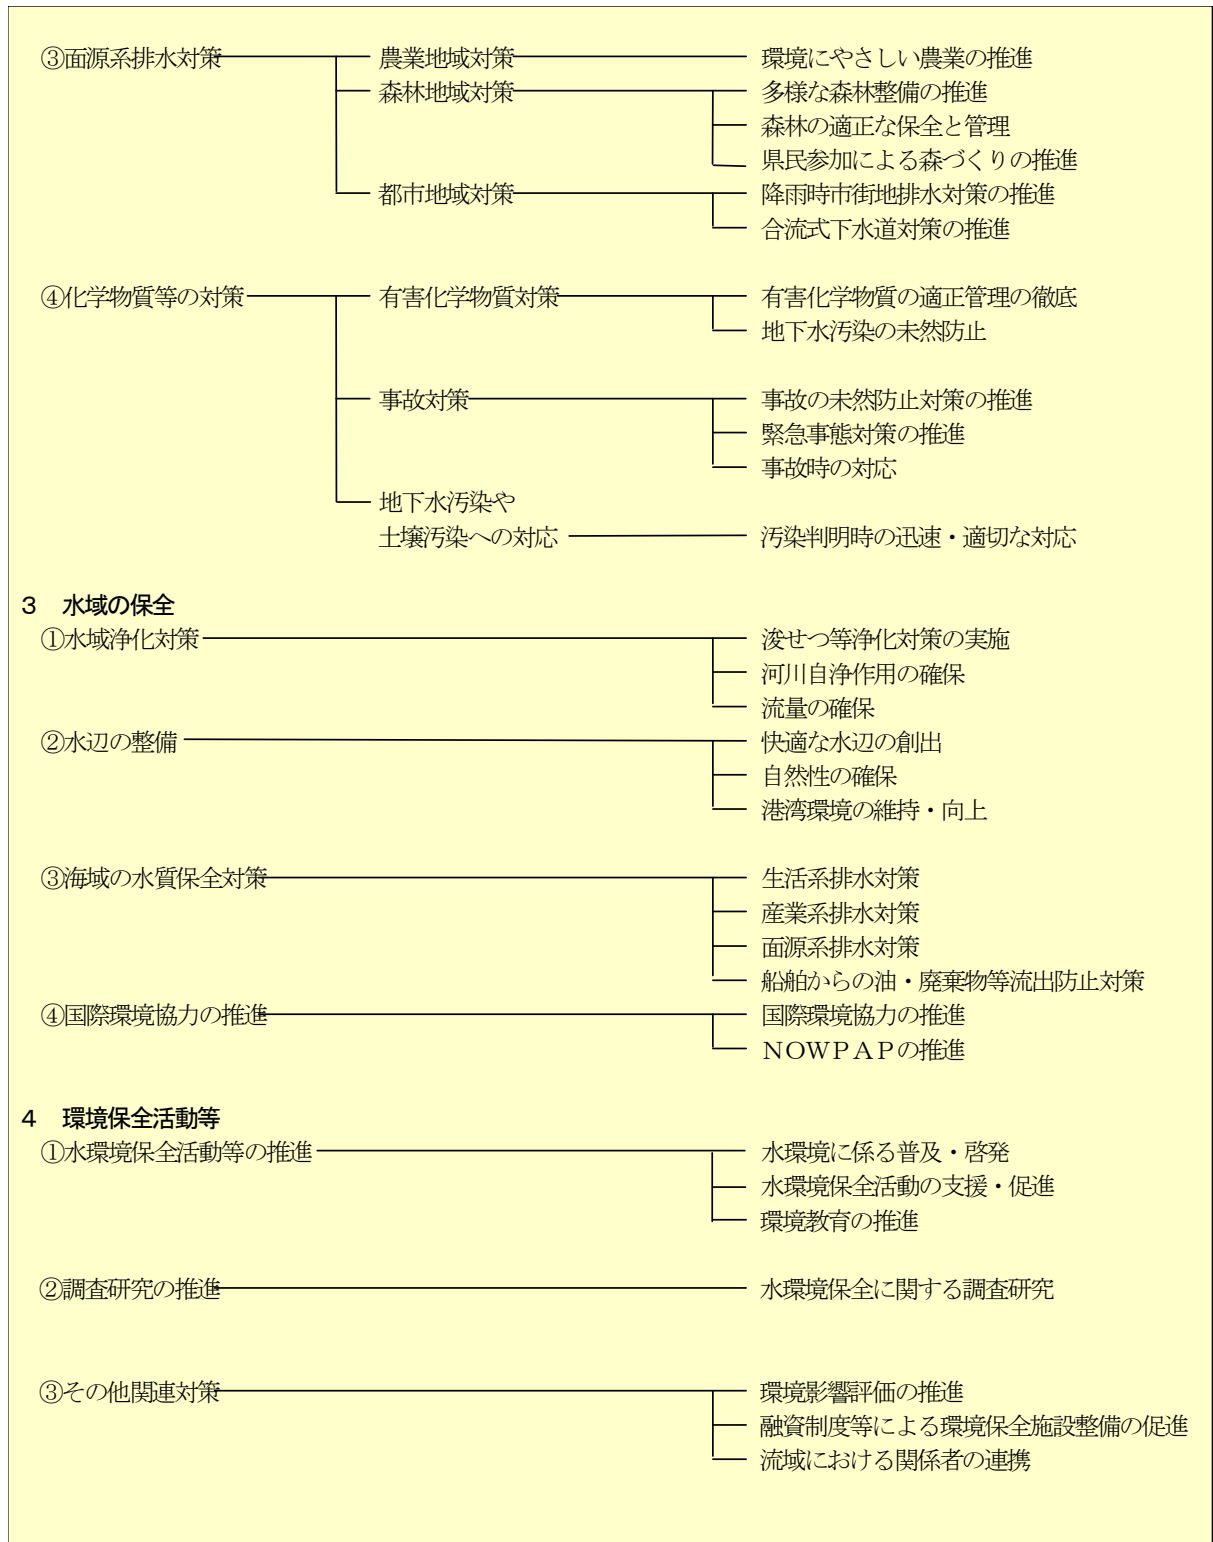 ③面源系排水対策 農業地域対策 環境にやさしい農業の推進
森林地域対策 多様な森林整備の推進
森林の適正な保全と管理
県民参加による森づくりの推進
都市地域対策 降雨時市街地排水対策の推進
合流式下水道対策の推進
④化学物質等の対策 有害化学物質対策 有害化学物質の適正管理の徹底
地下水汚染の未然防止
事故対策 事故の未然防止対策の推進
緊急事態対策の推進
事故時の対応
地下水汚染や
土壌汚染への対応 汚染判明時の迅速・適切な対応
３ 水域の保全
①水域浄化対策 浚せつ等浄化対策の実施
河川自浄作用の確保
流量の確保
②水辺の整備 快適な水辺の創出
自然性の確保
港湾環境の維持・向上
③海域の水質保全対策 生活系排水対策
産業系排水対策
面源系排水対策
船舶からの油・廃棄物等流出防止対策
④国際環境協力の推進 国際環境協力の推進
ＮＯＷＰＡＰの推進
４ 環境保全活動等
①水環境保全活動等の推進 水環境に係る普及・啓発
水環境保全活動の支援・促進
環境教育の推進
②調査研究の推進 水環境保全に関する調査研究
③その他関連対策 環境影響評価の推進
融資制度等による環境保全施設整備の促進
流域における関係者の連携